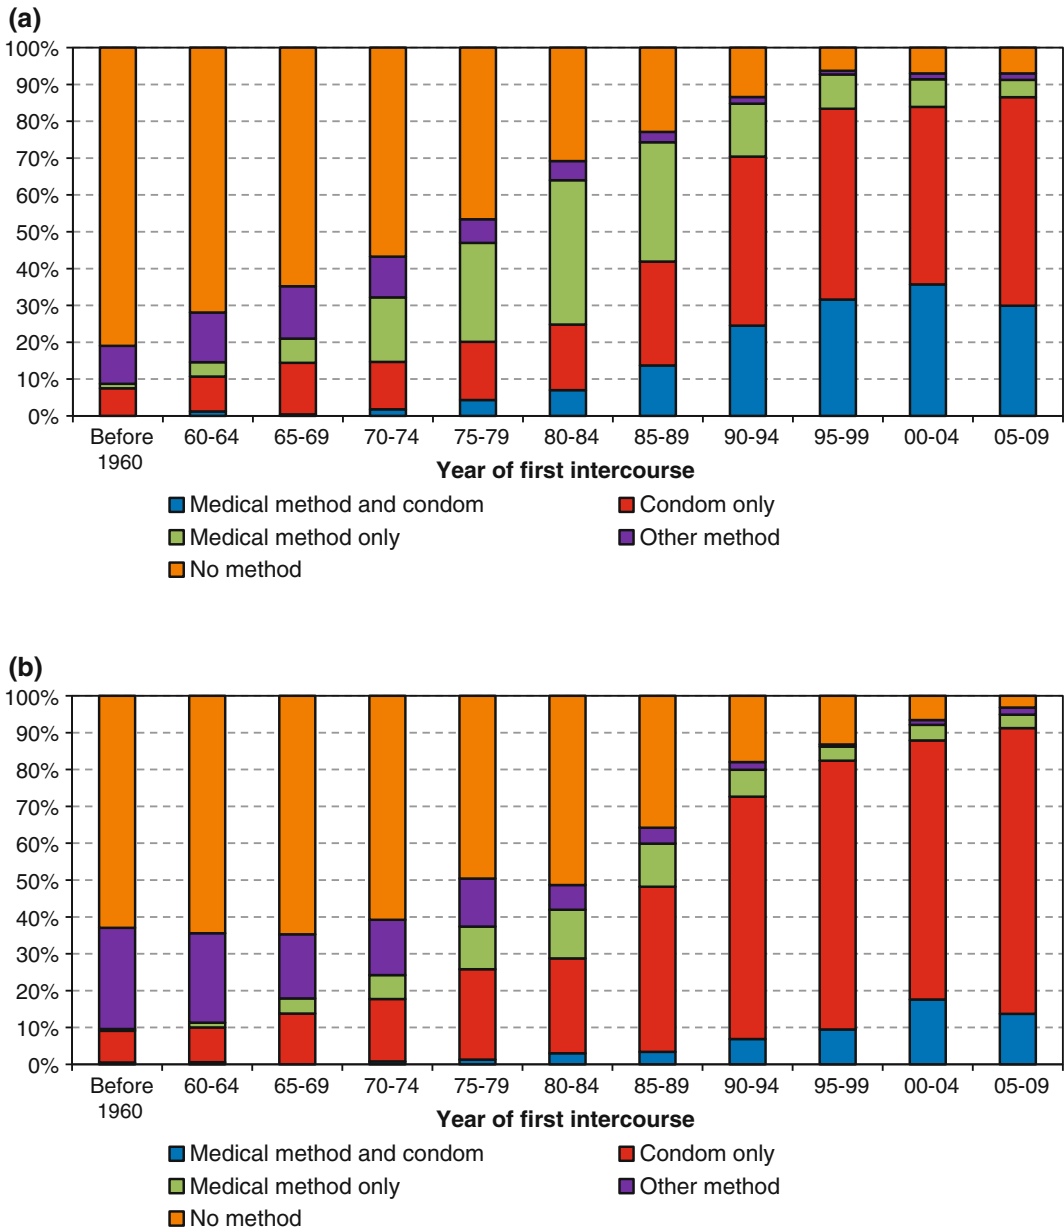 (a)
100%
90%
80%
70%
60%
50%
40%
30%
20%
10%
0%
Before 60-64 65-69 70-74 75-79 80-84 85-89 90-94 95-99 00-04 05-09
1960
Year of first intercourse
Medical method and condom Condom only
Medical method only Other method
No method
(b)
100%
90%
80%
70%
60%
50%
40%
30%
20%
10%
0%
Before 60-64 65-69 70-74 75-79 80-84 85-89 90-94 95-99 00-04 05-09
1960
Year of first intercourse
Medical method and condom Condom only
Medical method only Other method
No method